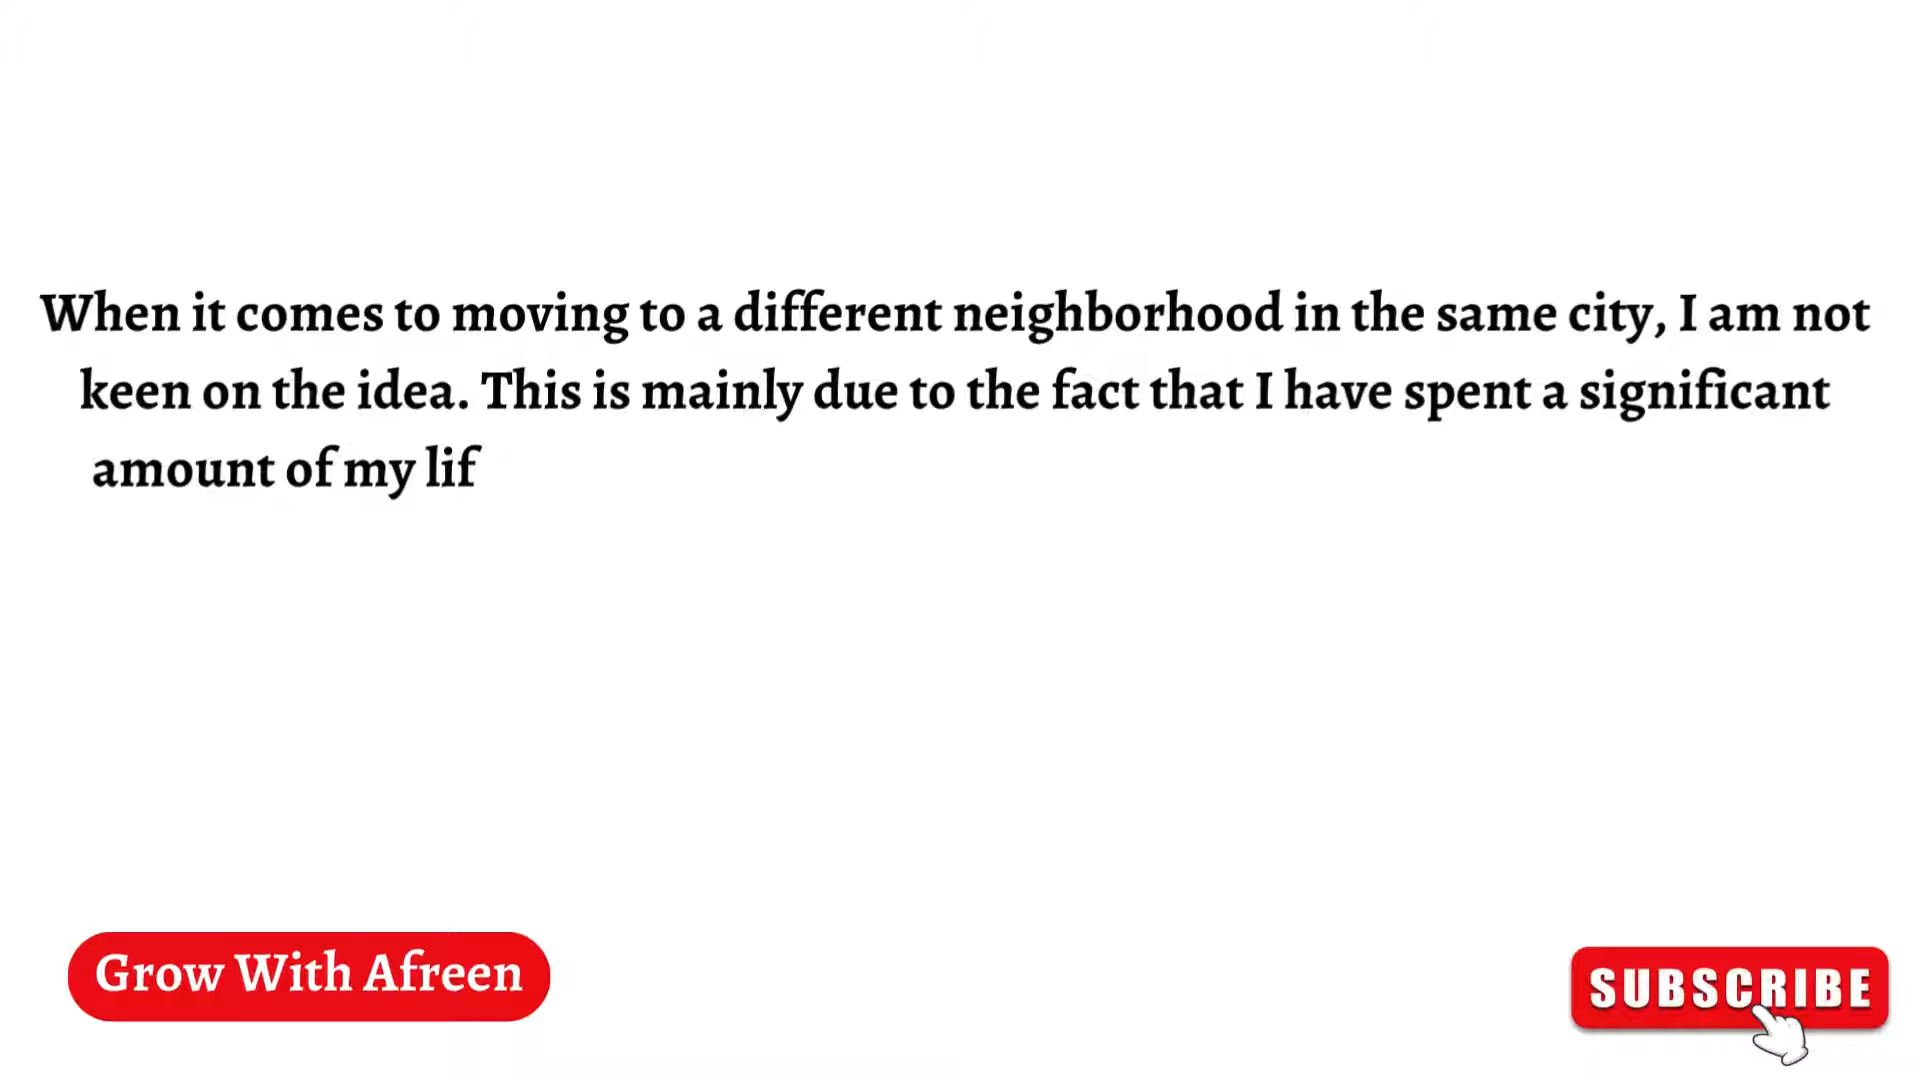 When it comes to moving to a different neighborhood in the same city, I am not
keen on the idea. This is mainly due to the fact that I have spent a significant
amount of my lif
Grow With Afreen
SUBSCRIBE